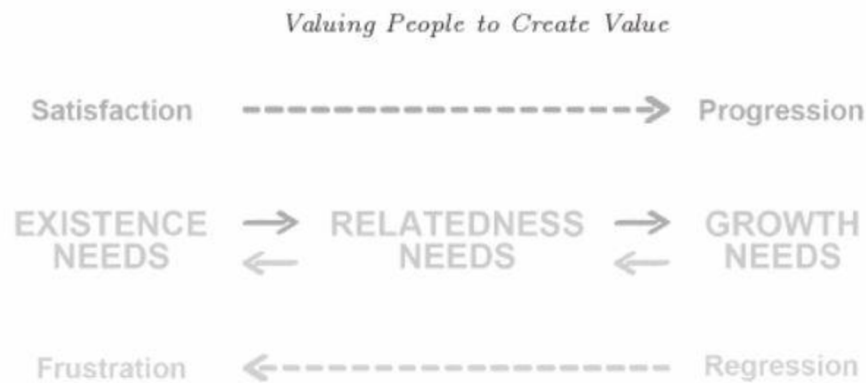 Valuing People to Create Value
Satisfaction Progression
EXISTENCE RELATEDNESS GROWTH
NEEDS NEEDS NEEDS
Frustration Regression